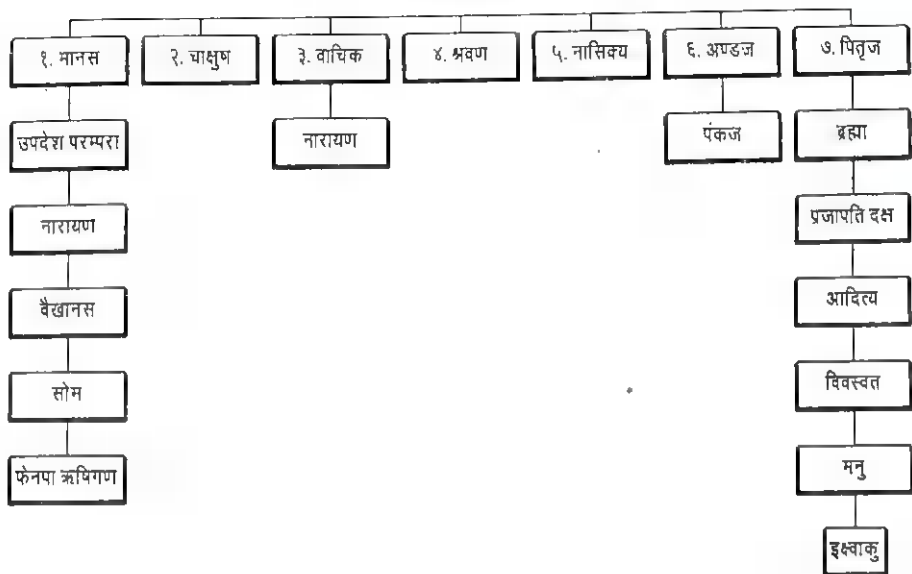 १. मानस
२. चाक्षुष
३. वाचिक
४. श्रवण
५. नासिक्य
६. अण्डज
७. पितृज
उपदेश परम्परा
नारायण
पंकज
ब्रह्मा
नारायण
प्रजापति दक्ष
वैखानस
आदित्य
सोम
विवस्वत
फेनपा ऋषिगण
मनु
इक्ष्वाकु